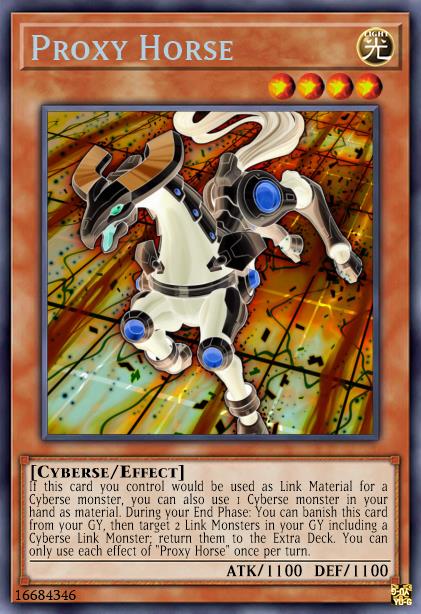 Proxy Horse
LIGHT
光
[Cyberse/Effect]
If this card you control would be used as Link Material for a
Cyberse monster, you can also use 1 Cyberse monster in your
hand as material. During your End Phase: You can banish this card
from your GY, then target 2 Link Monsters in your GY including a
Cyberse Link Monster; return them to the Extra Deck. You can
only use each effect of "Proxy Horse" once per turn.
ATK/1100 DEF/1100
16684346